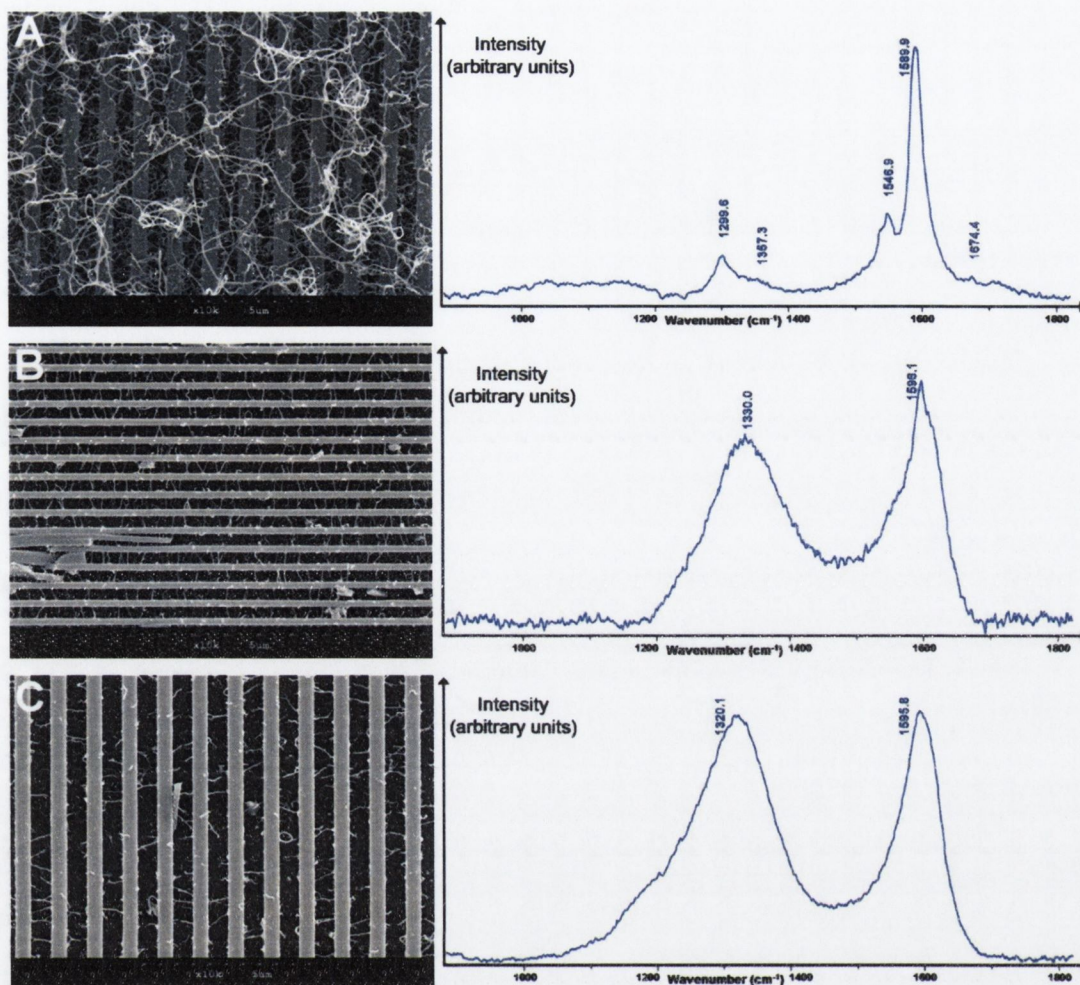 A
Intensity
(arbitrary units)
1299.6
1357.3
1546.9
1589.9
1674.4
x10k 5um
1000 1200 1400 1600 1800
Wavenumber (cm⁻¹)
B
Intensity
(arbitrary units)
1330.0
1596.1
x10k 5um
1000 1200 1400 1600 1800
Wavenumber (cm⁻¹)
C
Intensity
(arbitrary units)
1320.1
1595.8
x10k 5um
1000 1200 1400 1600 1800
Wavenumber (cm⁻¹)